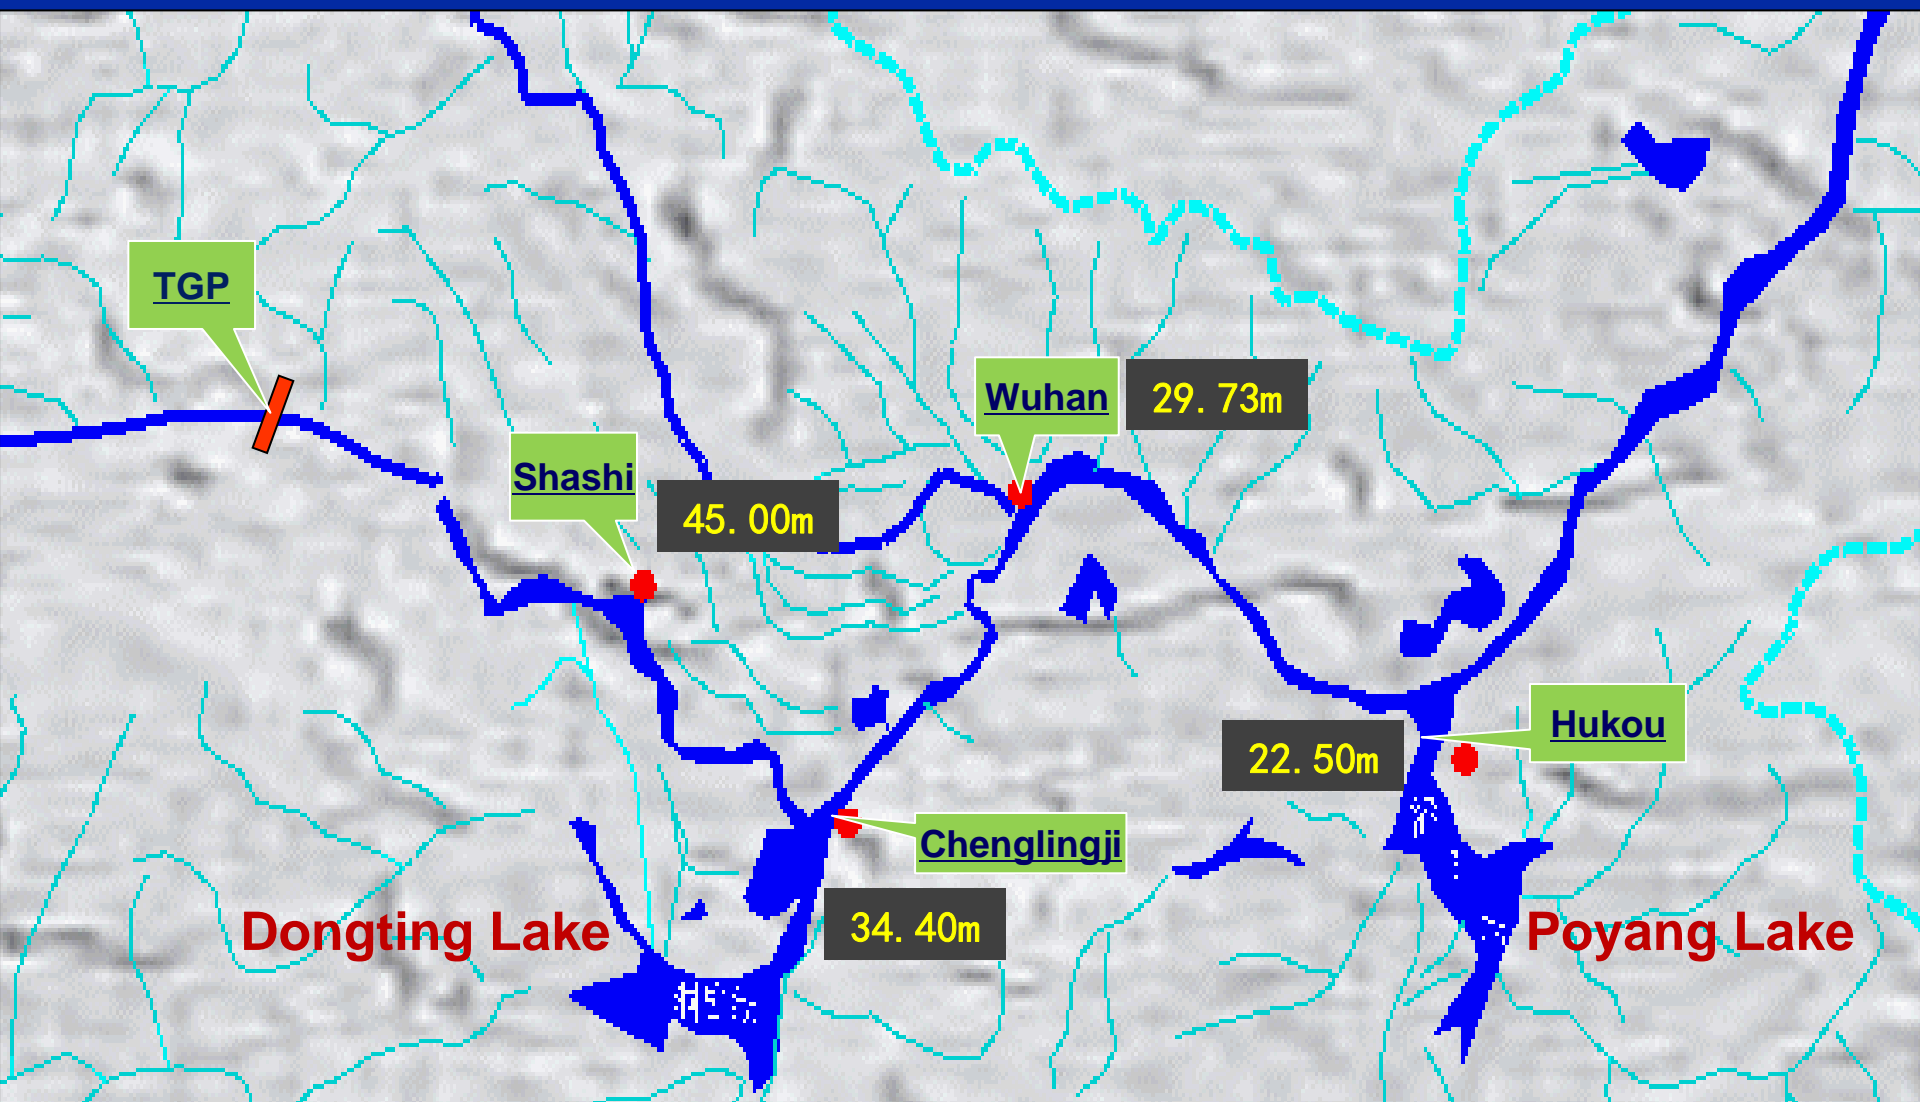 TGP
Wuhan
29.73m
Shashi
45.00m
Hukou
22.50m
Chenglingji
34.40m
Dongting Lake
Poyang Lake